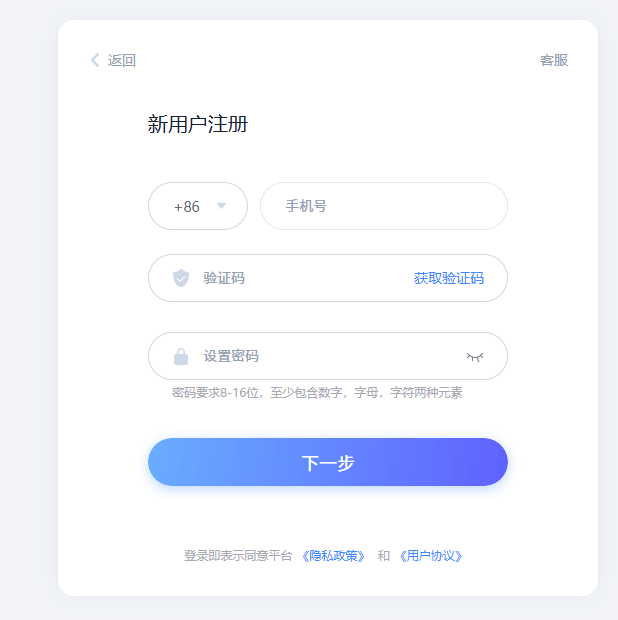 返回 客服
新用户注册
+86 手机号
验证码 获取验证码
设置密码
密码要求8-16位，至少包含数字，字母，字符两种元素
下一步
登录即表示同意平台《隐私政策》 和 《用户协议》